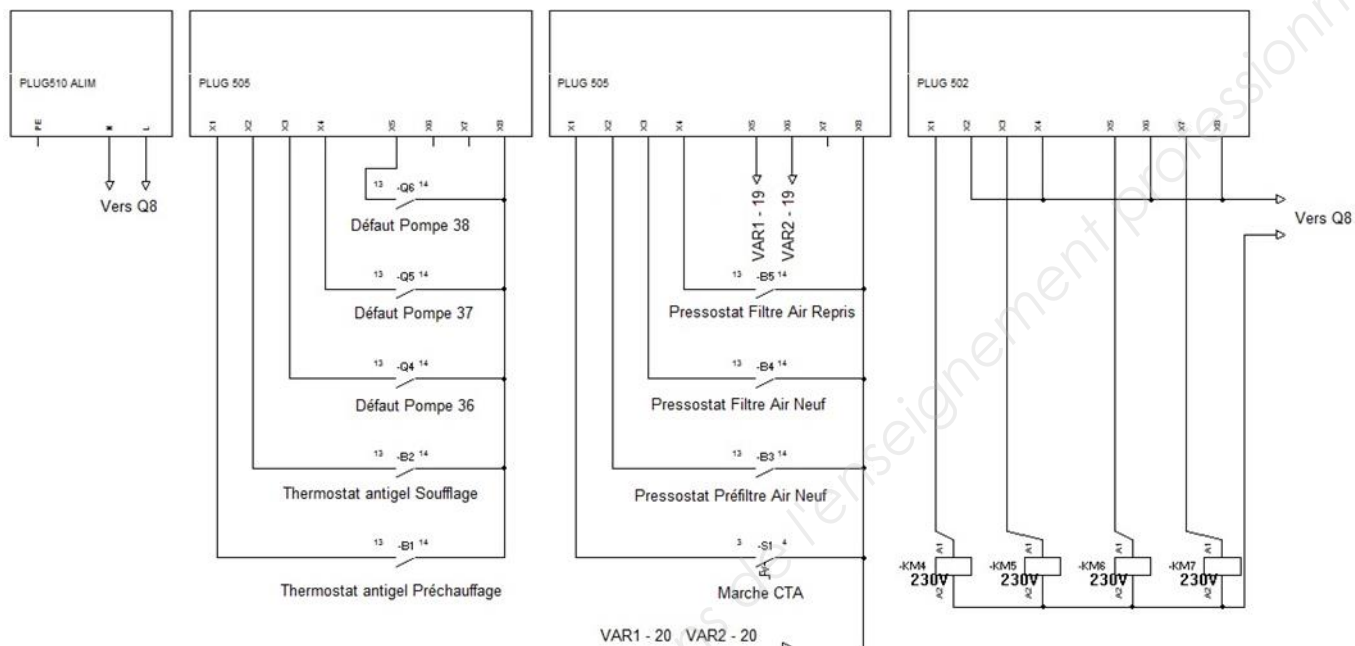 PLUG510 ALIM
PE N L
Vers Q8
PLUG 505
X1 X2 X3 X4 X5 X6 X7 X8
13 -Q6 14
Défaut Pompe 38
13 -Q5 14
Défaut Pompe 37
13 -Q4 14
Défaut Pompe 36
13 -B2 14
Thermostat antigel Soufflage
13 -B1 14
Thermostat antigel Préchauffage
PLUG 505
X1 X2 X3 X4 X5 X6 X7 X8
VAR1 - 19
VAR2 - 19
13 -B5 14
Pressostat Filtre Air Repris
13 -B4 14
Pressostat Filtre Air Neuf
13 -B3 14
Pressostat Préfiltre Air Neuf
3 -S1 4
Marche CTA
VAR1 - 20 VAR2 - 20
PLUG 502
X1 X2 X3 X4 X5 X6 X7 X8
Vers Q8
A1 A1 A1 A1
-KM4 -KM5 -KM6 -KM7
230V 230V 230V 230V
A2 A2 A2 A2
ns de l'enseignement professionn